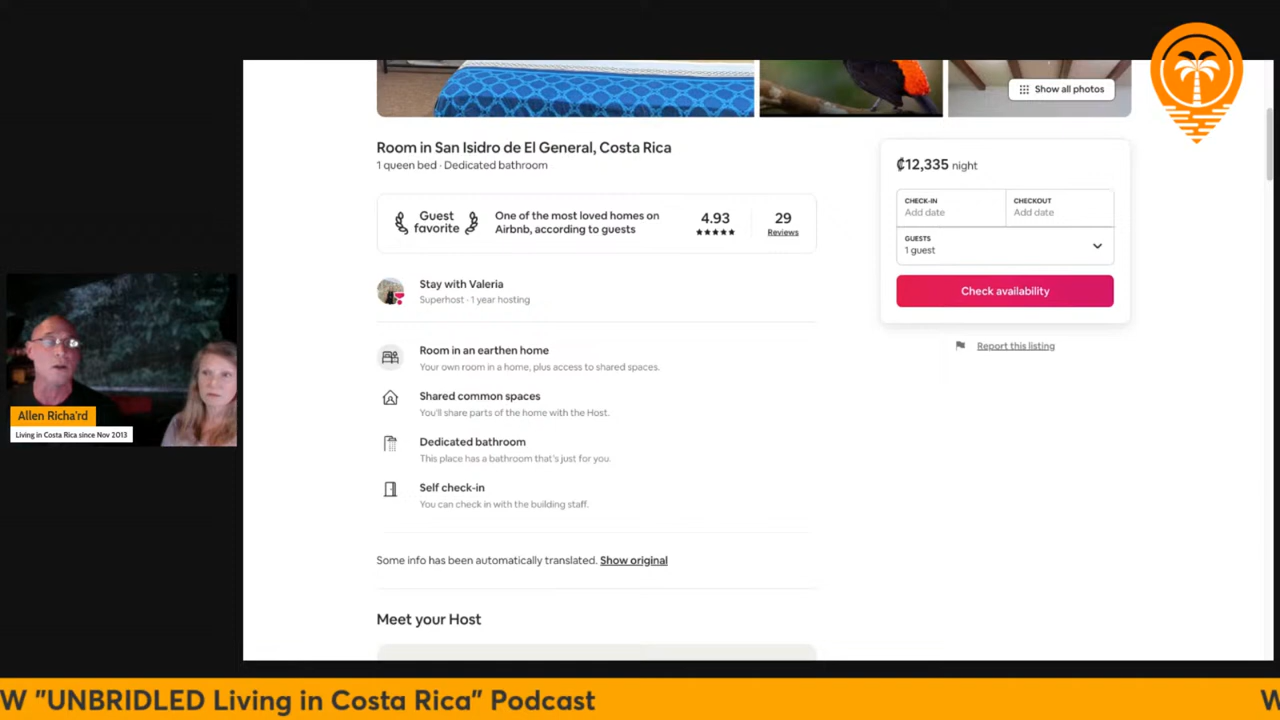 Show all photos
Room in San Isidro de El General, Costa Rica
1 queen bed · Dedicated bathroom
Guest favorite
One of the most loved homes on
Airbnb, according to guests
4.93
29
Reviews
Stay with Valeria
Superhost · 1 year hosting
Room in an earthen home
Your own room in a home, plus access to shared spaces.
Shared common spaces
You'll share parts of the home with the Host.
Dedicated bathroom
This place has a bathroom that's just for you.
Self check-in
You can check in with the building staff.
Some info has been automatically translated. Show original
Meet your Host
₡12,335 night
CHECK-IN
Add date
CHECKOUT
Add date
GUESTS
1 guest
Check availability
Report this listing
Allen Richa'rd
Living in Costa Rica since Nov 2013
W "UNBRIDLED Living in Costa Rica" Podcast
W